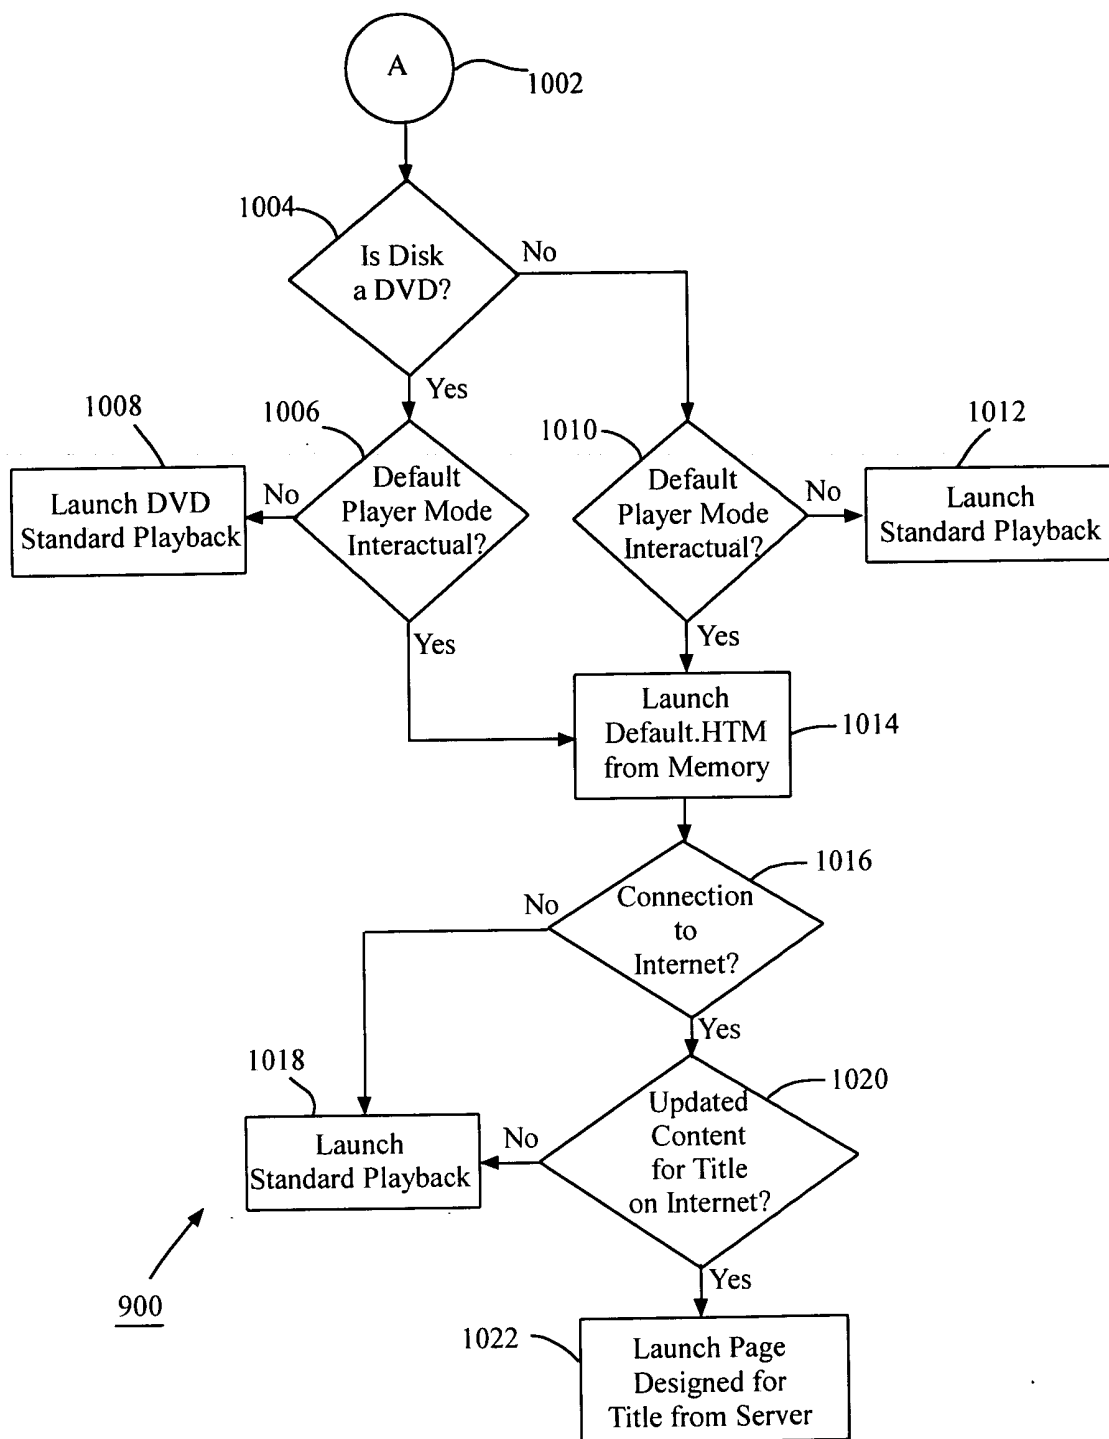 A
1002
1004
Is Disk
a DVD?
No
Yes
1008
1006
1010
1012
Launch DVD
Standard Playback
No
Default
Player Mode
Interactual?
Default
Player Mode
Interactual?
No
Launch
Standard Playback
Yes
Yes
Launch
Default.HTM
from Memory
1014
1016
Connection
to
Internet?
No
Yes
1018
1020
Launch
Standard Playback
No
Updated
Content
for Title
on Internet?
Yes
900
1022
Launch Page
Designed for
Title from Server